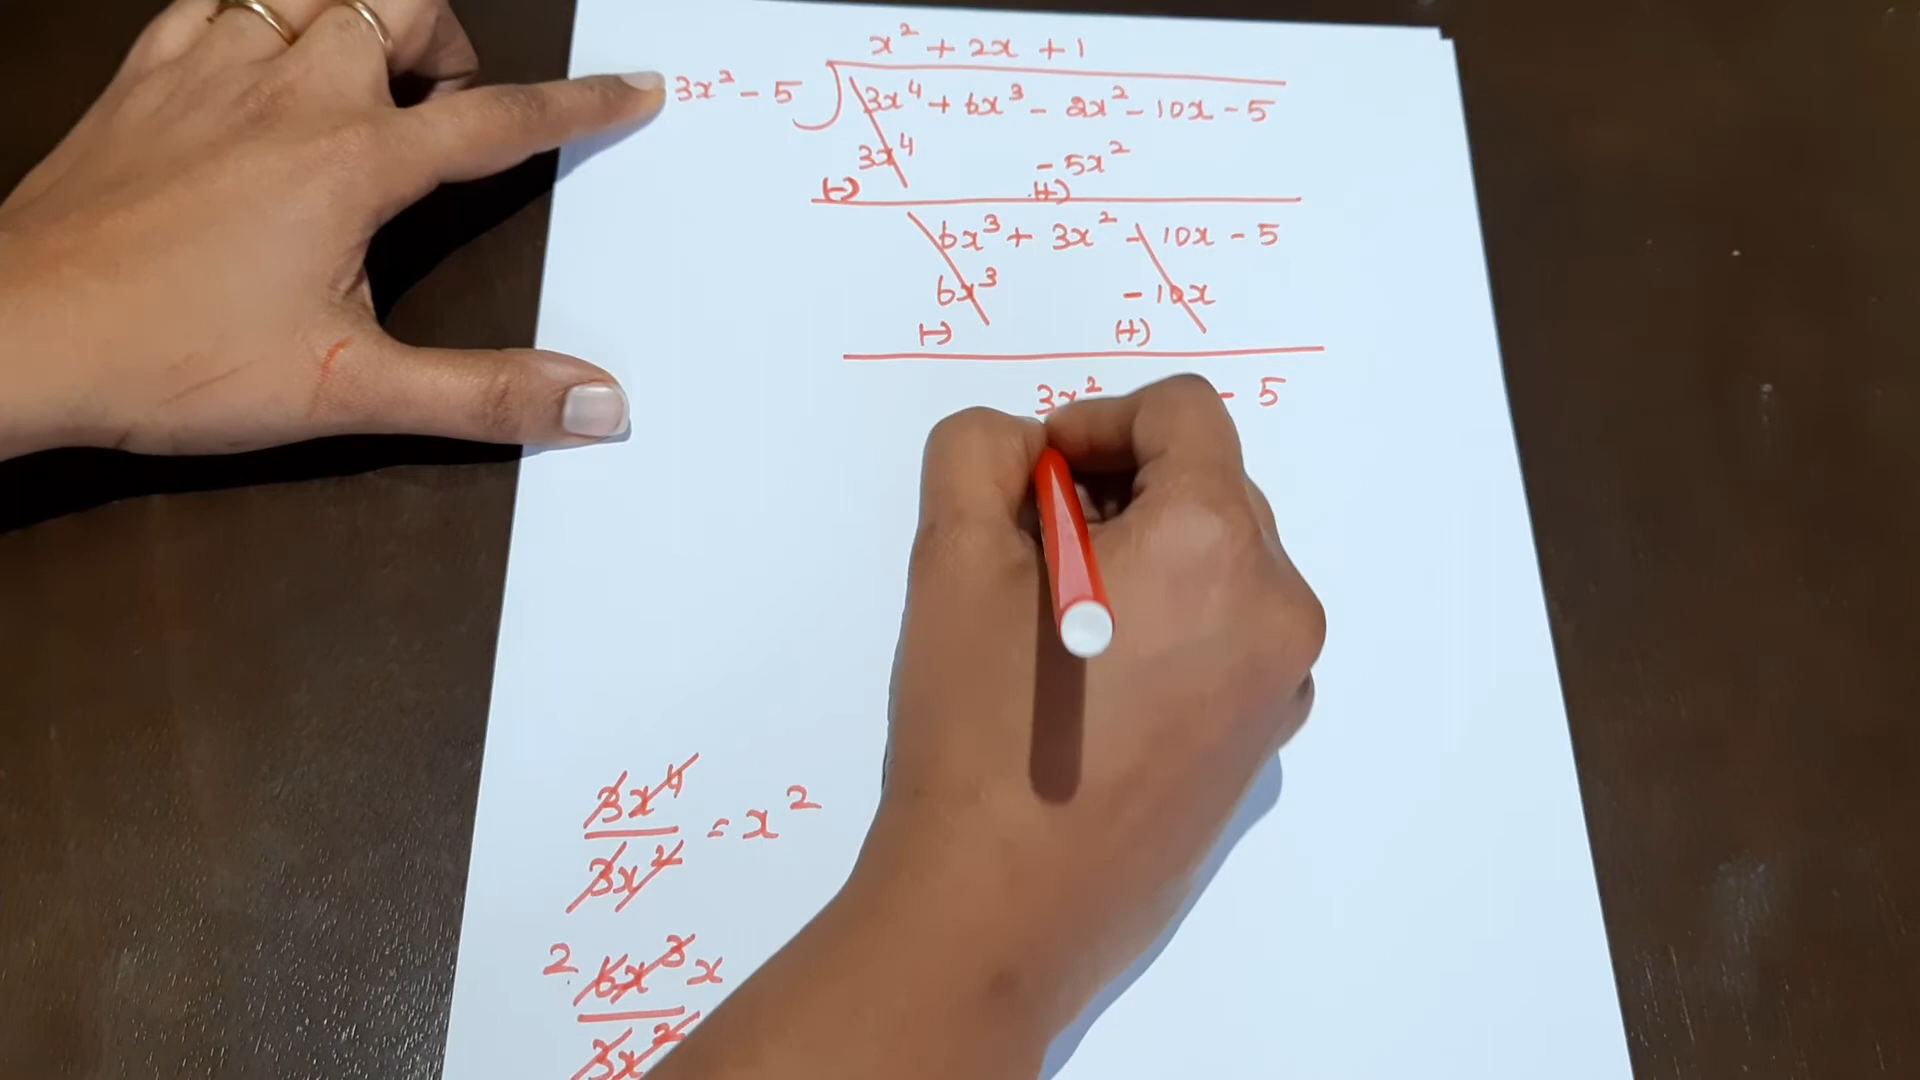 x² + 2x + 1
3x² - 5 ) 3x⁴ + 6x³ - 2x² - 10x - 5
3x⁴ - 5x²
(-) (+)
6x³ + 3x² - 10x - 5
6x³ - 10x
(-) (+)
3x² - 5
3x⁴
3x² = x²
2 6x³ x
3x²